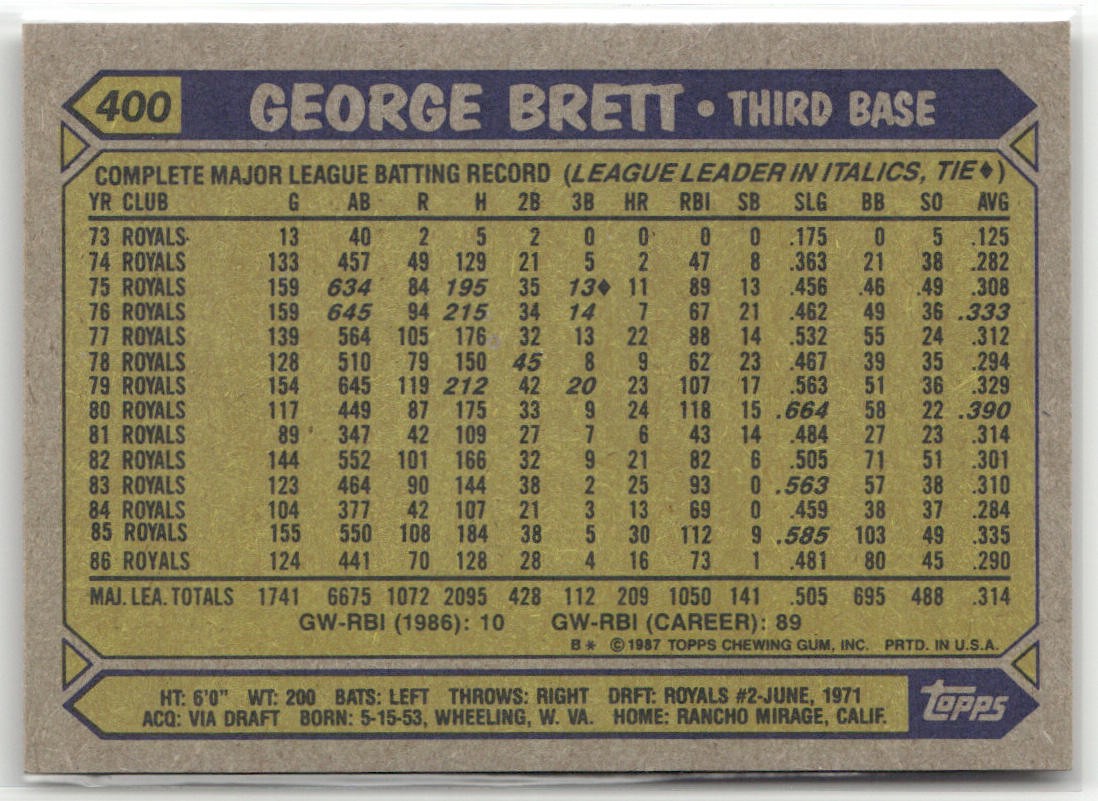 400 GEORGE BRETT • THIRD BASE
COMPLETE MAJOR LEAGUE BATTING RECORD (LEAGUE LEADER IN ITALICS, TIE♦)
YR CLUB G AB R H 2B 3B HR RBI SB SLG BB SO AVG
73 ROYALS 13 40 2 5 2 0 0 0 0 .175 0 5 .125
74 ROYALS 133 457 49 129 21 5 2 47 8 .363 21 38 .282
75 ROYALS 159 634 84 195 35 13♦ 11 89 13 .456 .46 .49 .308
76 ROYALS 159 645 94 215 34 14 7 67 21 .462 49 36 .333
77 ROYALS 139 564 105 176 32 13 22 88 14 .532 55 24 .312
78 ROYALS 128 510 79 150 45 8 9 62 23 .467 39 35 .294
79 ROYALS 154 645 119 212 42 20 23 107 17 .563 51 36 .329
80 ROYALS 117 449 87 175 33 9 24 118 15 .664 58 22 .390
81 ROYALS 89 347 42 109 27 7 6 43 14 .484 27 23 .314
82 ROYALS 144 552 101 166 32 9 21 82 6 .505 71 51 .301
83 ROYALS 123 464 90 144 38 2 25 93 0 .563 57 38 .310
84 ROYALS 104 377 42 107 21 3 13 69 0 .459 38 37 .284
85 ROYALS 155 550 108 184 38 5 30 112 9 .585 103 49 .335
86 ROYALS 124 441 70 128 28 4 16 73 1 .481 80 45 .290
MAJ. LEA. TOTALS 1741 6675 1072 2095 428 112 209 1050 141 .505 695 488 .314
GW-RBI (1986): 10 GW-RBI (CAREER): 89
B* ©1987 TOPPS CHEWING GUM, INC. PRTD. IN U.S.A.
HT: 6'0" WT: 200 BATS: LEFT THROWS: RIGHT DRFT: ROYALS #2-JUNE, 1971
ACQ: VIA DRAFT BORN: 5-15-53, WHEELING, W. VA. HOME: RANCHO MIRAGE, CALIF.
topps